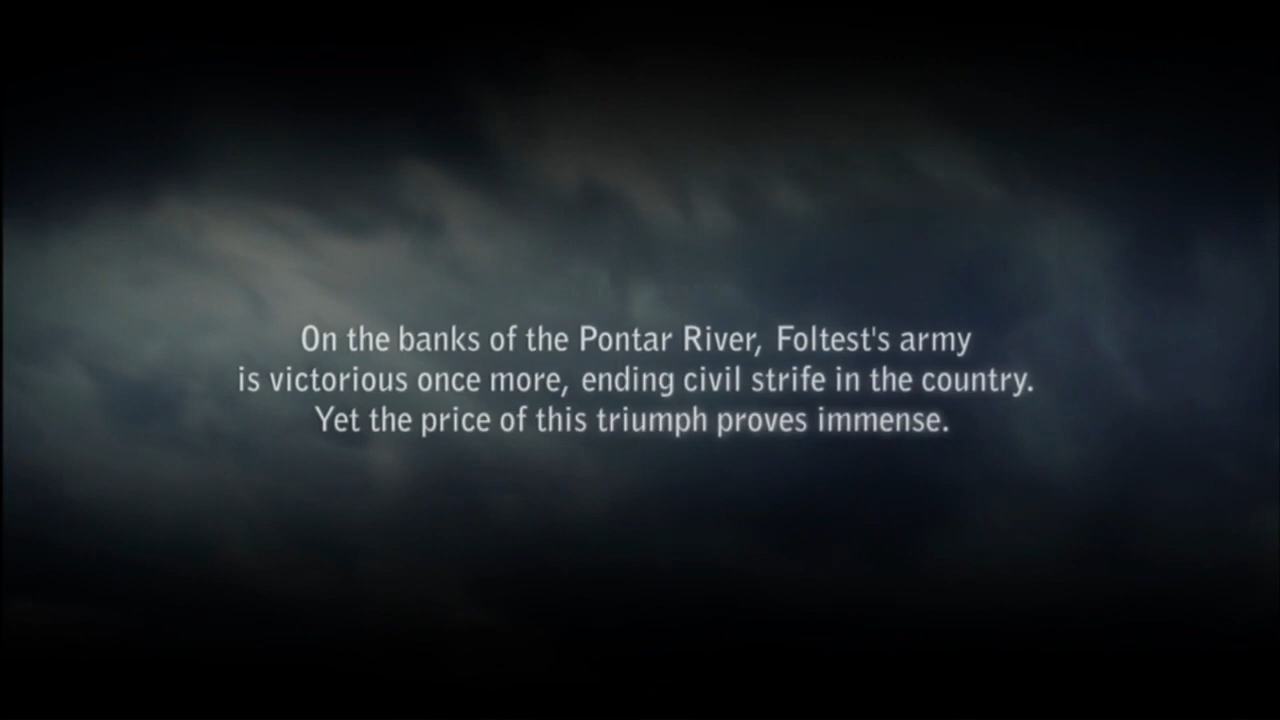 On the banks of the Pontar River, Foltest's army
is victorious once more, ending civil strife in the country.
Yet the price of this triumph proves immense.